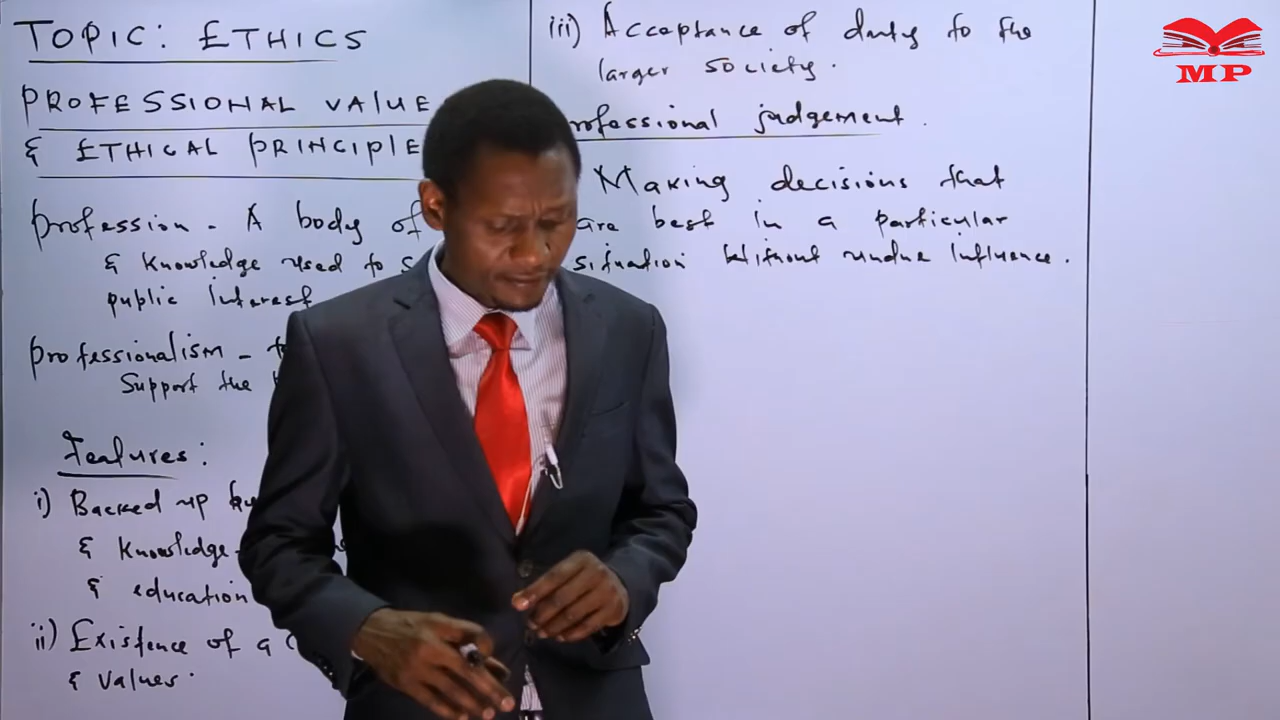 TOPIC: ETHICS
PROFESSIONAL VALUE
& ETHICAL PRINCIPLE
Profession - A body of
& Knowledge used to
public interest
professionalism -
Support the
Features:
i) Backed up
& Knowledge
& education
ii) Existence of a
& values.
iii) Acceptance of duty to the
larger society.
rofessional judgement.
Making decisions that
are best in a particular
situation without undue influence.
MP